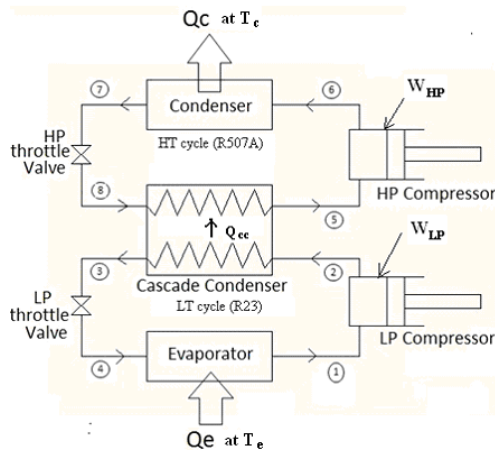 Qc at Tc
7
6
Condenser
WHP
HP
throttle
Valve
HT cycle (R507A)
HP Compressor
8
5
Qcc
WLP
3
2
Cascade Condenser
LT cycle (R23)
LP
throttle
Valve
LP Compressor
Evaporator
4
1
Qe at Te